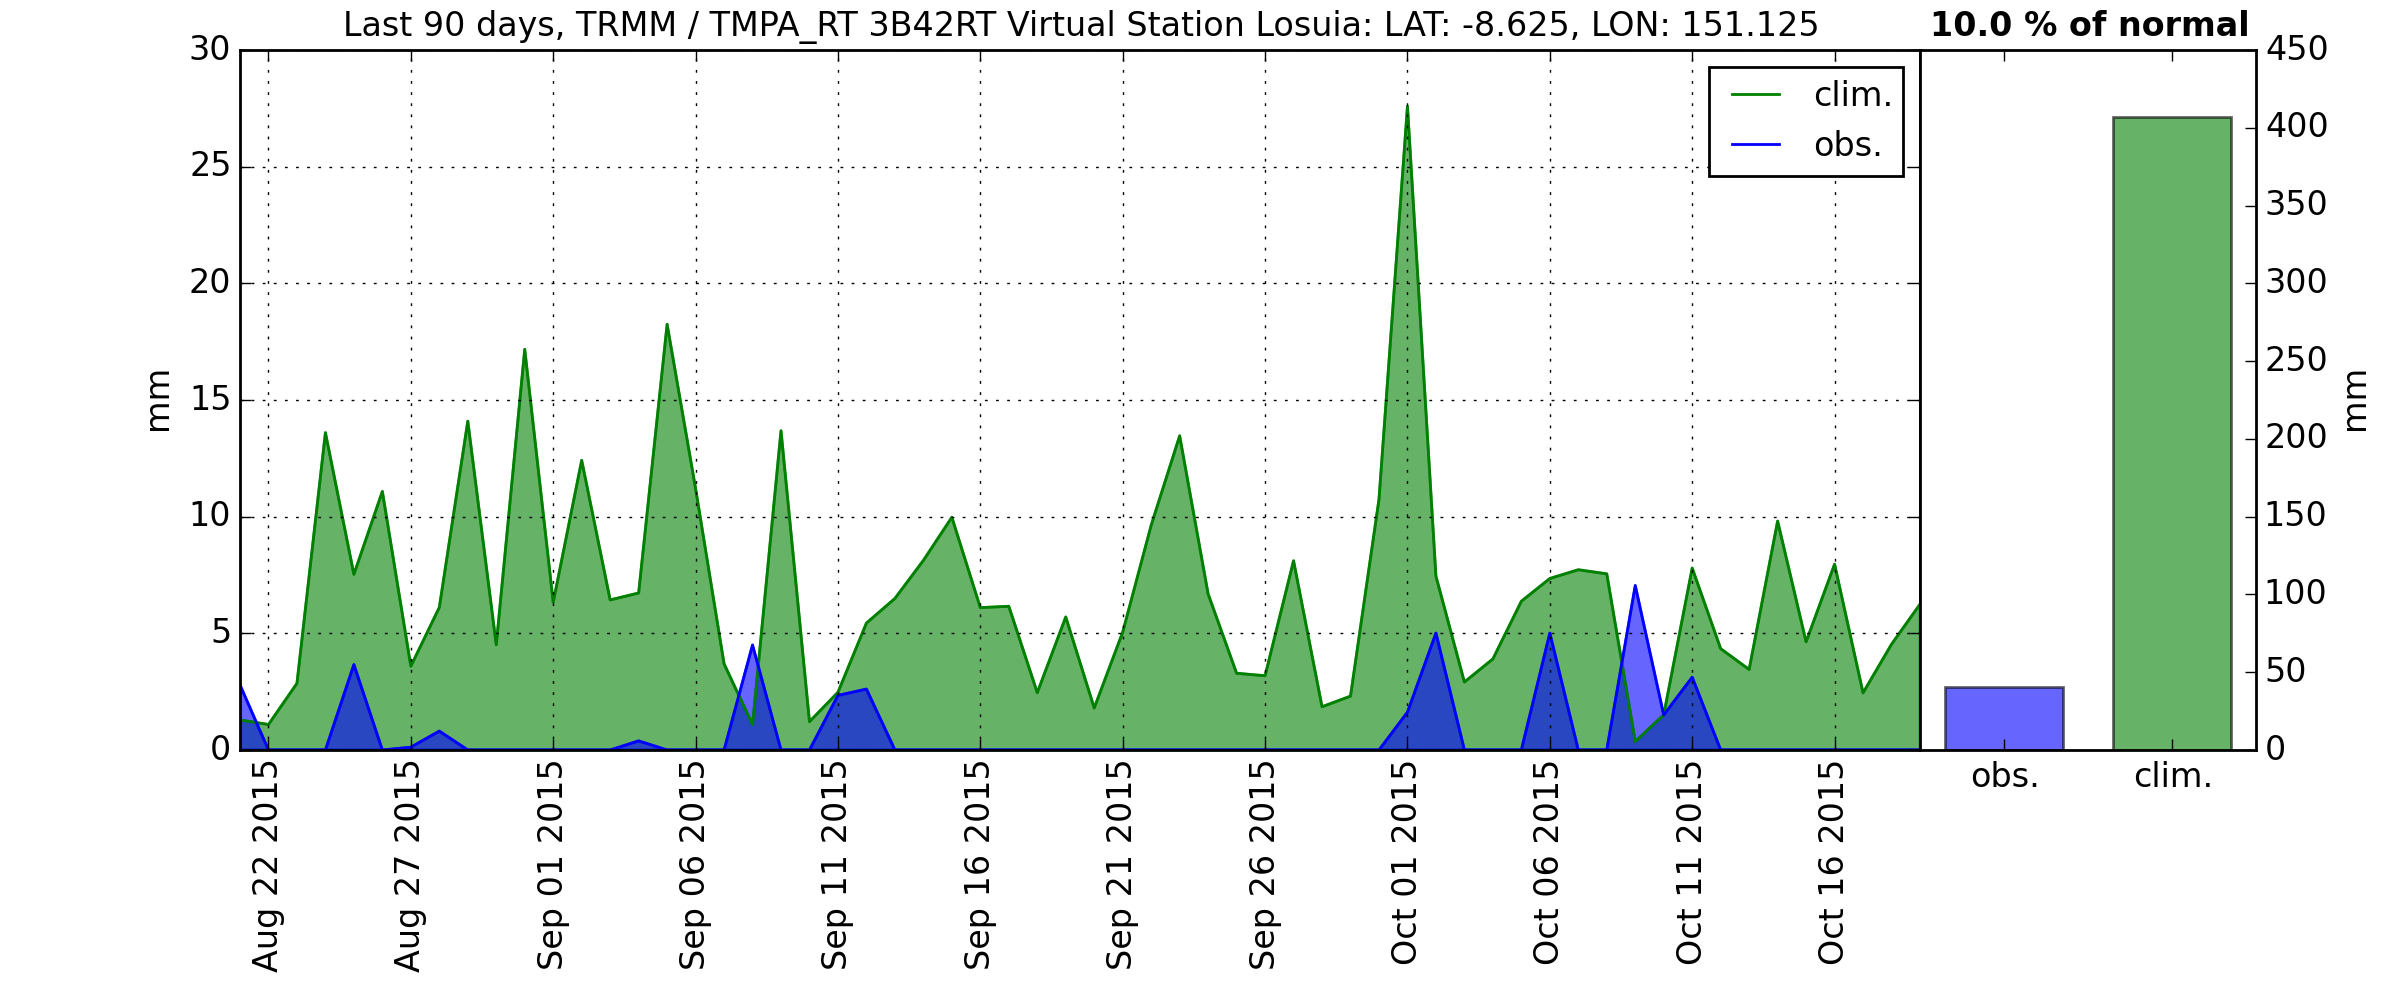 Last 90 days, TRMM / TMPA_RT 3B42RT Virtual Station Losuia: LAT: -8.625, LON: 151.125
10.0 % of normal
30
25
20
15
10
5
0
mm
clim.
obs.
450
400
350
300
250
200
150
100
50
0
mm
obs.
clim.
Aug 22 2015
Aug 27 2015
Sep 01 2015
Sep 06 2015
Sep 11 2015
Sep 16 2015
Sep 21 2015
Sep 26 2015
Oct 01 2015
Oct 06 2015
Oct 11 2015
Oct 16 2015